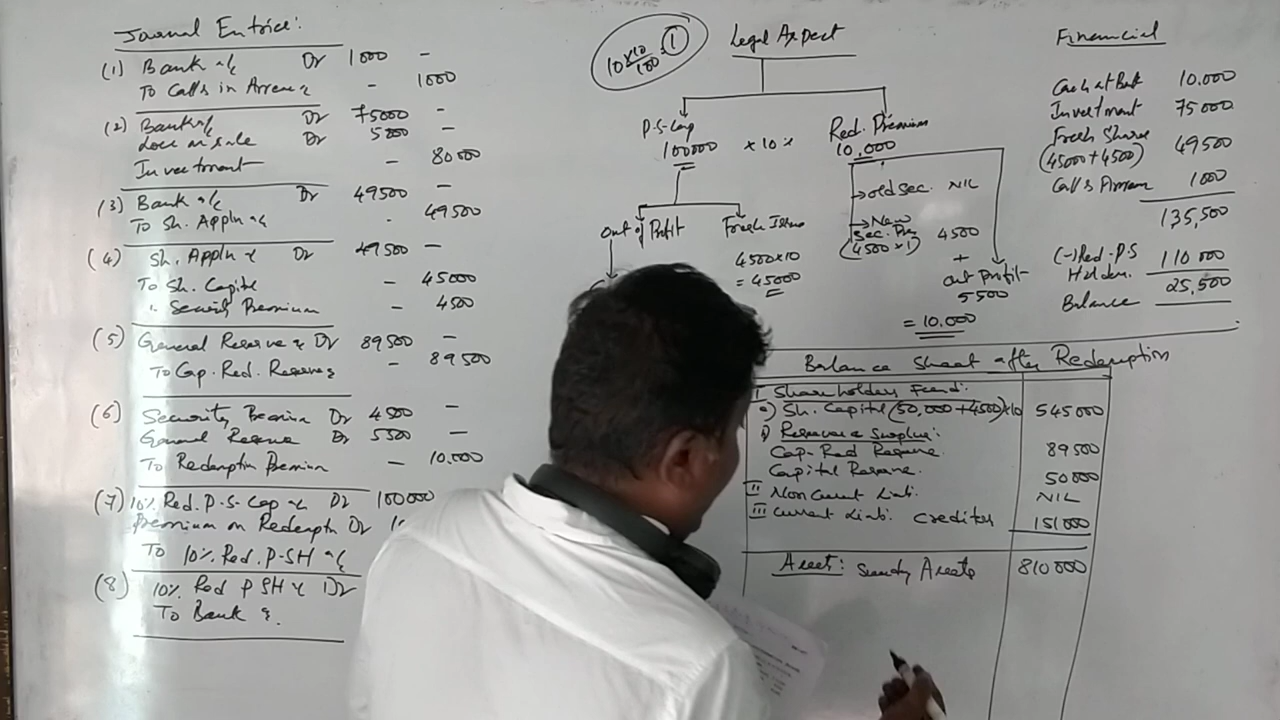 Journal Entries:
(1) Bank a/c Dr 1000 -
To Calls in Arrears - 1000
(2) Bank a/c Dr 75000 -
Loss on sale Dr 5000 -
Investment - 80000
(3) Bank a/c Dr 49500 -
To Sh. Appln a/c - 49500
(4) Sh. Appln a/c Dr 49500 -
To Sh. Capital - 45000
" Security Premium - 4500
(5) General Reserve a/c Dr 89500 -
To Cap. Red. Reserve - 89500
(6) Security Premium Dr 4500 -
General Reserve Dr 5500 -
To Redemption Premium - 10.000
(7) 10% Red. P.S. Cap a/c Dr 100000
Premium on Redemptn Dr
To 10% Red. P-SH a/c
(8) 10% Red P SH a/c Dr
To Bank a/c.
10 x 10/100 = 1
Legal Aspect
P.S-Cap
100000 x 10%
Red. Premium
10.000
Out of Profit
Fresh Issue
4500x10
= 45000
→ old sec. NIL
→ New
Sec. Pre 4500
(4500 x 1)
+
out Profit
5500
= 10.000
Financial
Cash at Bank 10.000
Investment 75000
Fresh Share
(45000+4500) 49500
Calls Arrear 1000
135,500
(-) Red. P.S
Holders. 110 000
Balance 25,500
Balance Sheet after Redemption
I Shareholders Fund:
a) Sh. Capital (50,000 + 4500)x10 545000
b) Reserve & Surplus:
Cap-Red Reserve 89500
Capital Reserve. 50000
II Non Current Liabi. NIL
III Current Liabi. Creditors 151000
Asset: Sundry Assets 810000